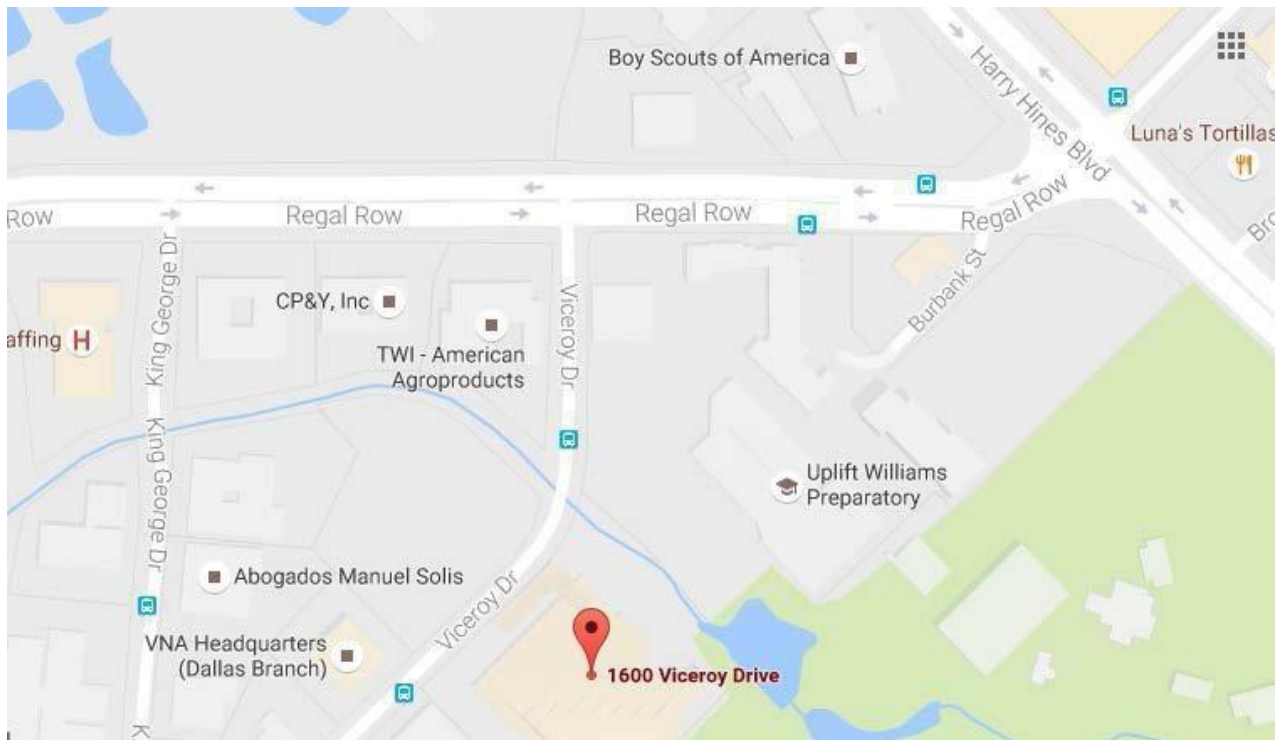 Boy Scouts of America
Harry Hines Blvd
Luna's Tortillas
Row
Regal Row
Regal Row
Regal Row
Bro
King George Dr
Viceroy Dr
Burbank St
CP&Y, Inc
affing H
TWI - American
Agroproducts
King George Dr
Uplift Williams
Preparatory
Abogados Manuel Solis
Viceroy Dr
VNA Headquarters
(Dallas Branch)
1600 Viceroy Drive
K